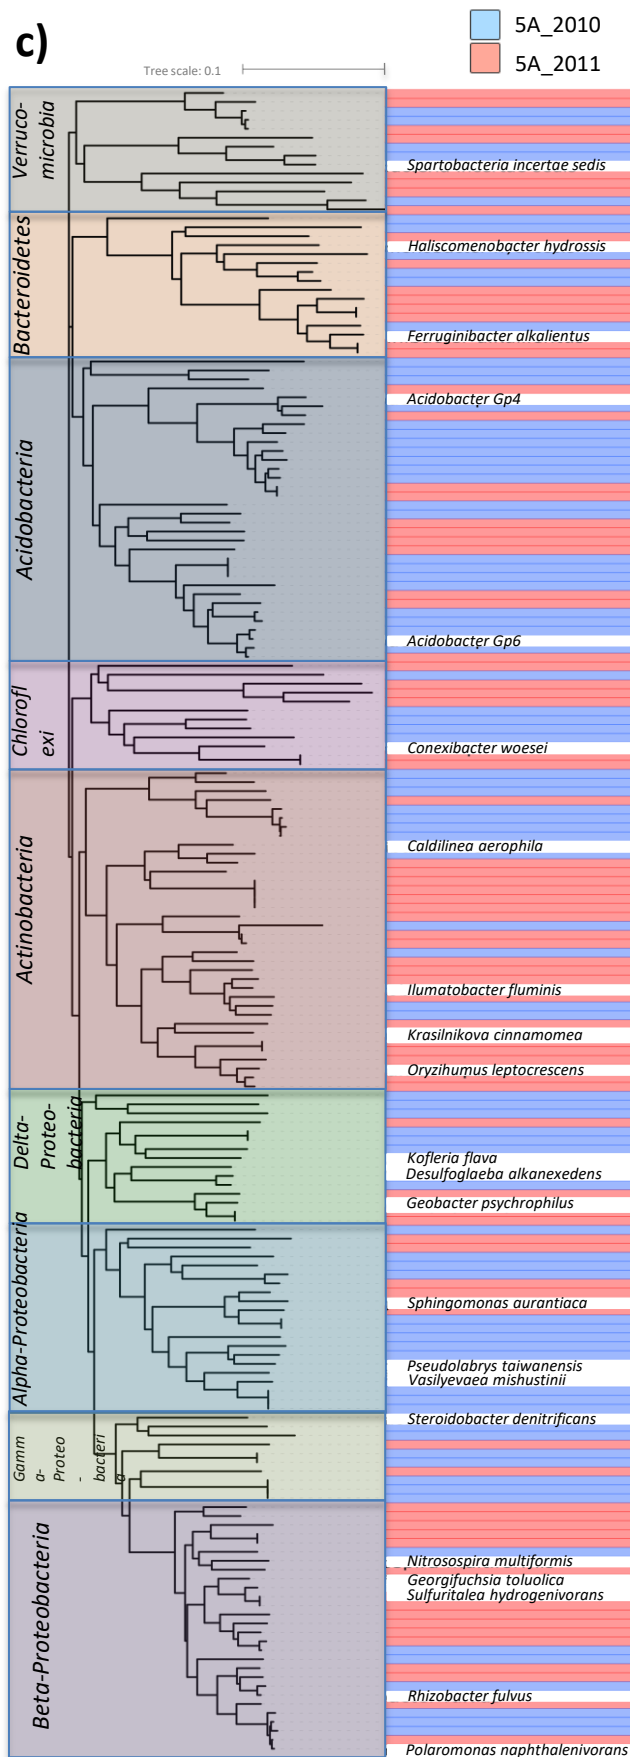 c)
5A_2010
5A_2011
Tree scale: 0.1
Verruco-
microbia
Spartobacteria incertae sedis
Bacteroidetes
Haliscomenobacter hydrossis
Ferruginibacter alkalientus
Acidobacteria
Acidobacter Gp4
Acidobacter Gp6
Chlorofl
exi
Conexibacter woesei
Actinobacteria
Caldilinea aerophila
Ilumatobacter fluminis
Krasilnikova cinnamomea
Oryzihumus leptocrescens
Delta-
Proteo-
bacteria
Kofleria flava
Desulfoglaeba alkanexedens
Geobacter psychrophilus
Alpha-Proteobacteria
Sphingomonas aurantiaca
Pseudolabrys taiwanensis
Vasilyevaea mishustinii
Gamm
a-
Proteo
-
bacteri
a
Steroidobacter denitrificans
Beta-Proteobacteria
Nitrosospira multiformis
Georgifuchsia toluolica
Sulfuritalea hydrogenivorans
Rhizobacter fulvus
Polaromonas naphthalenivorans